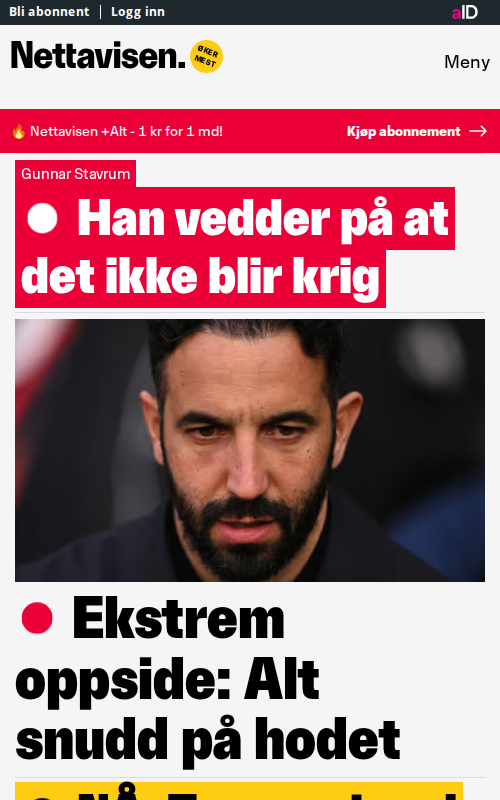 Bli abonnent | Logg inn
aID
Nettavisen.
ØKER
MEST
Meny
🔥 Nettavisen +Alt - 1 kr for 1 md!
Kjøp abonnement →
Gunnar Stavrum
Han vedder på at
det ikke blir krig
Ekstrem
oppside: Alt
snudd på hodet